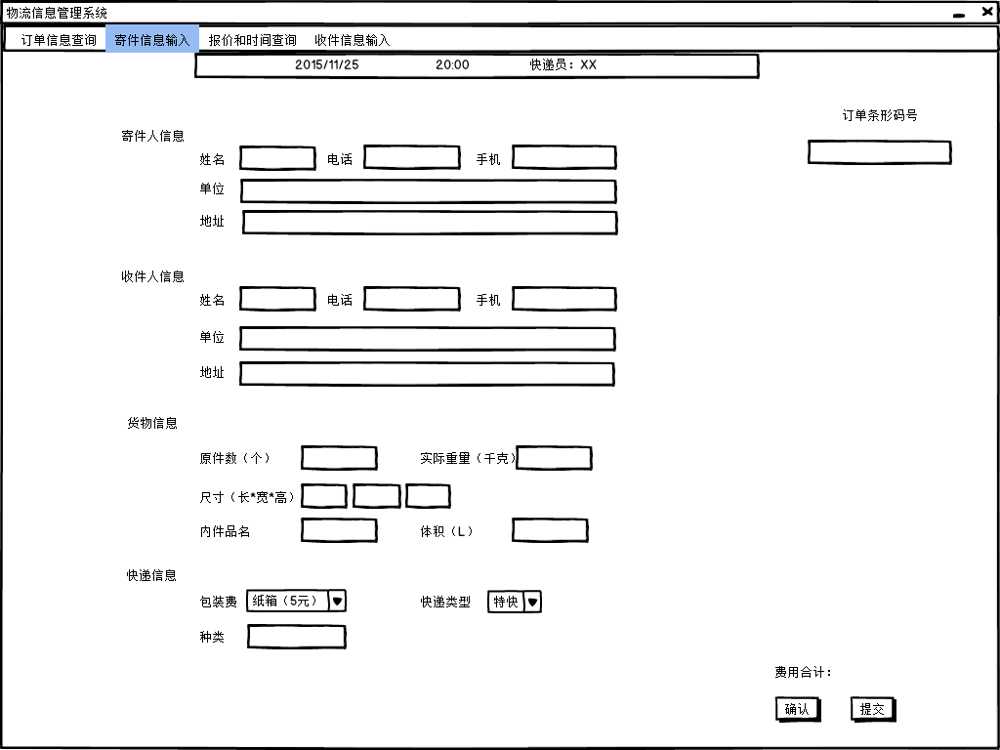 物流信息管理系统
订单信息查询 寄件信息输入 报价和时间查询 收件信息输入
2015/11/25 20:00 快递员：XX
订单条形码号
寄件人信息
姓名 电话 手机
单位
地址
收件人信息
姓名 电话 手机
单位
地址
货物信息
原件数（个） 实际重量（千克）
尺寸（长*宽*高）
内件品名 体积（L）
快递信息
包装费 纸箱（5元） 快递类型 特快
种类
费用合计：
确认 提交